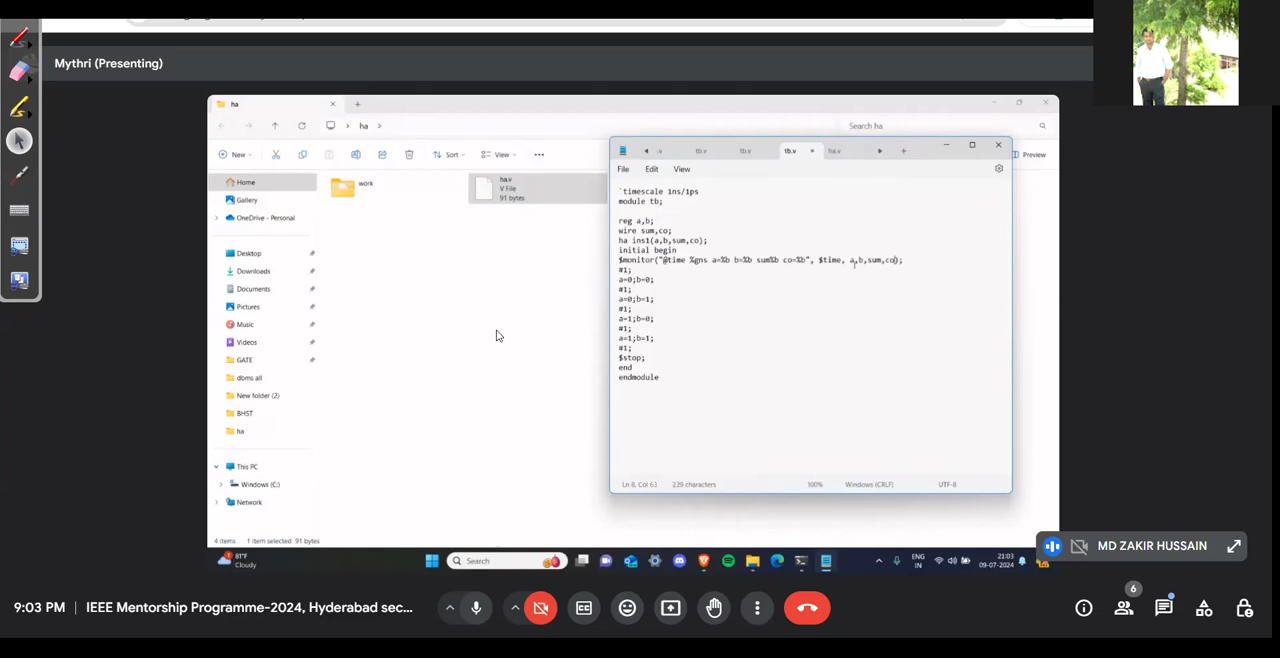 Mythri (Presenting)
ha
ha
Search ha
New
Sort
View
Preview
Home
Gallery
OneDrive - Personal
Desktop
Downloads
Documents
Pictures
Music
Videos
GATE
dbms all
New folder (2)
BHST
ha
This PC
Windows (C:)
Network
work
ha.v
V File
91 bytes
4 items
1 item selected 91 bytes
.v
tb.v
tb.v
tb.v
ha.v
File
Edit
View
`timescale 1ns/1ps
module tb;
reg a,b;
wire sum,co;
ha ins1(a,b,sum,co);
initial begin
$monitor("@time %gns a=%b b=%b sum%b co=%b", $time, a,b,sum,co);
#1;
a=0;b=0;
#1;
a=0;b=1;
#1;
a=1;b=0;
#1;
a=1;b=1;
#1;
$stop;
end
endmodule
Ln 8, Col 63
229 characters
100%
Windows (CRLF)
UTF-8
81°F
Cloudy
Search
ENG
IN
21:03
09-07-2024
MD ZAKIR HUSSAIN
9:03 PM
IEEE Mentorship Programme-2024, Hyderabad sec...
6